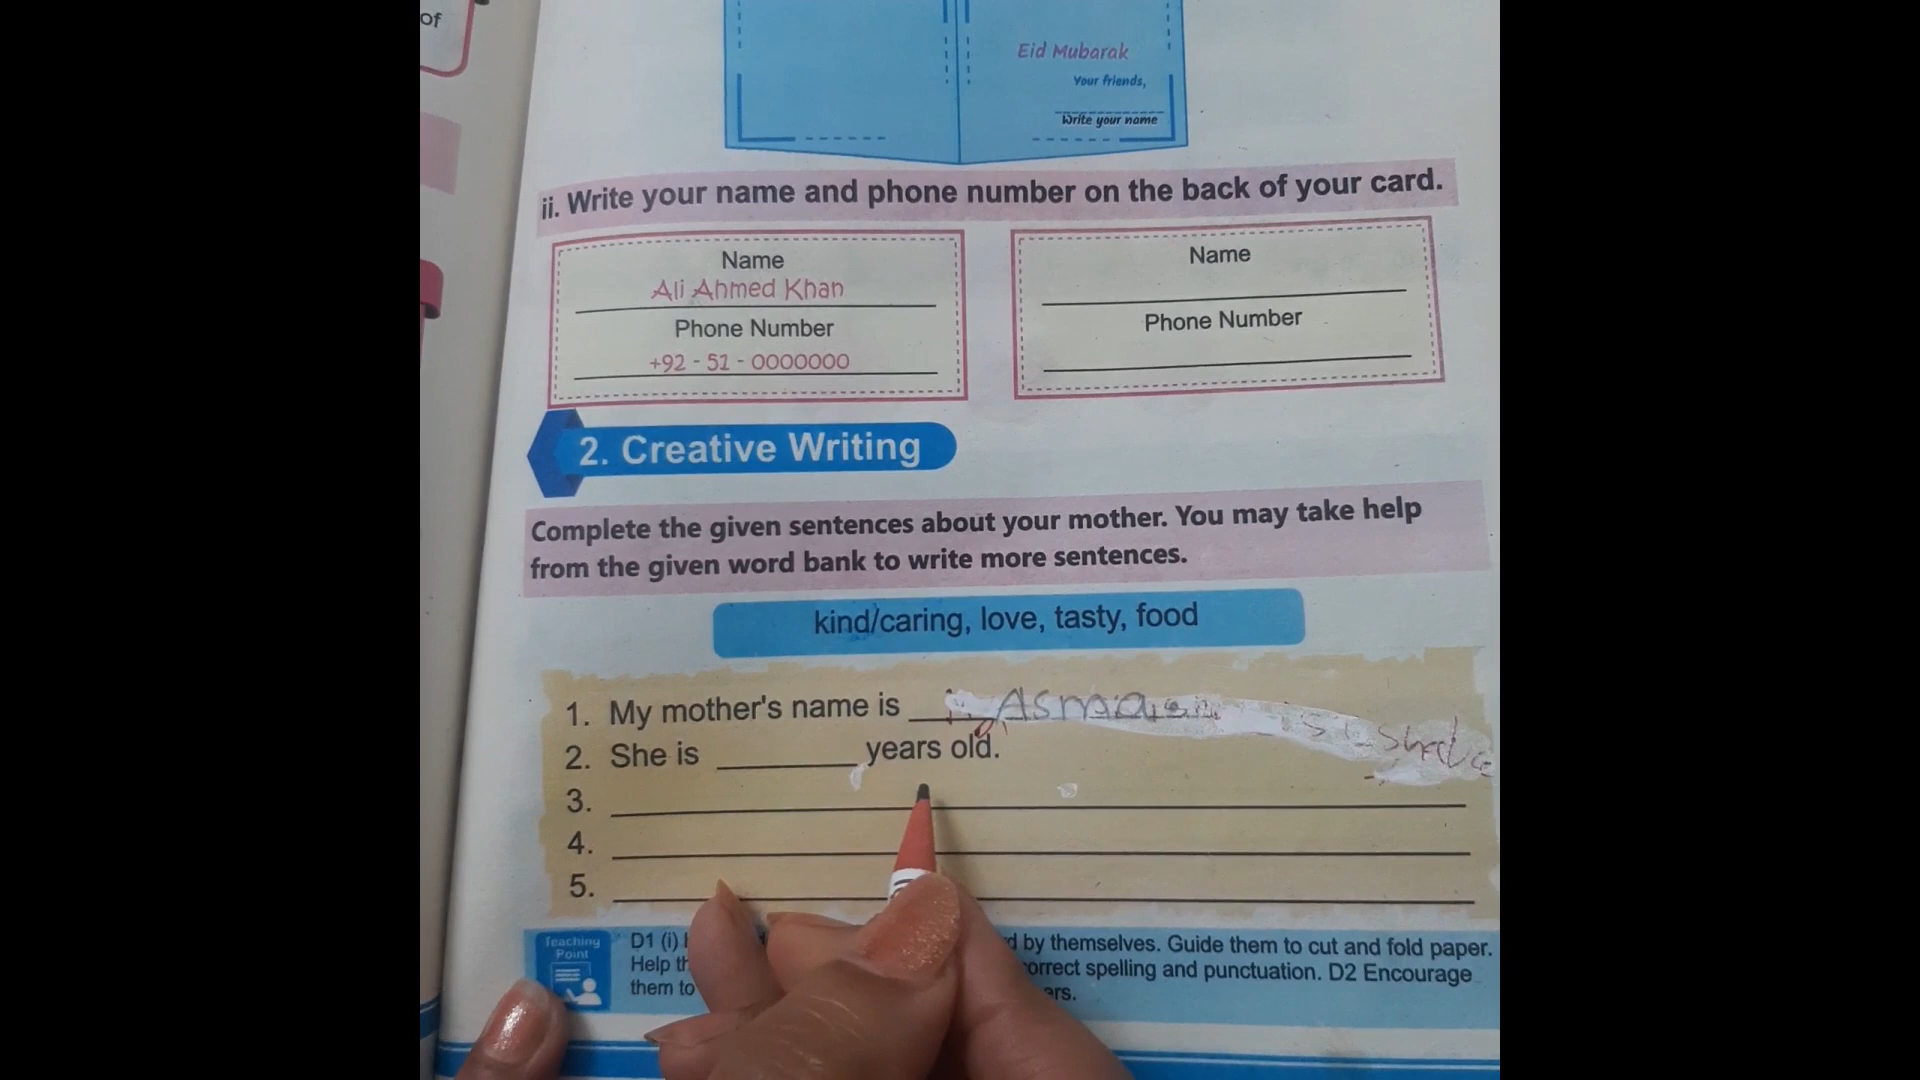 of
Eid Mubarak
Your friends,
Write your name
ii. Write your name and phone number on the back of your card.
Name
Ali Ahmed Khan
Phone Number
+92 - 51 - 0000000
Name
Phone Number
2. Creative Writing
Complete the given sentences about your mother. You may take help
from the given word bank to write more sentences.
kind/caring, love, tasty, food
1. My mother's name is Asma
2. She is years old.
3.
4.
5.
Teaching
Point
D1 (i) by themselves. Guide them to cut and fold paper.
Help correct spelling and punctuation. D2 Encourage
them to